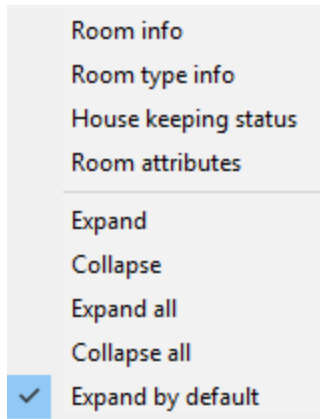 Room info
Room type info
House keeping status
Room attributes
Expand
Collapse
Expand all
Collapse all
Expand by default